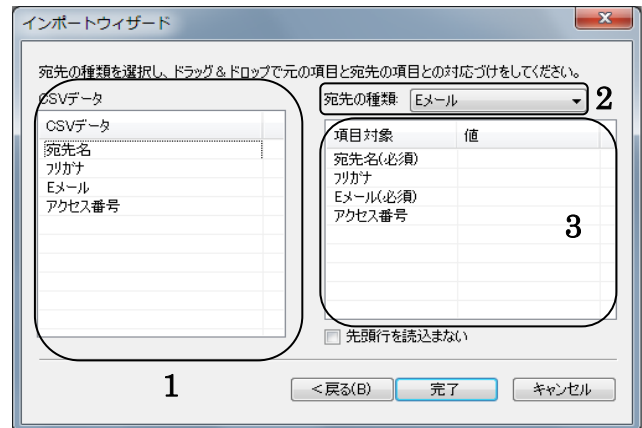 インポートウィザード
宛先の種類を選択し、ドラッグ&ドロップで元の項目と宛先の項目との対応づけをしてください。
CSVデータ
CSVデータ
宛先名
フリガナ
Eメール
アクセス番号
1
宛先の種類: Eメール
2
項目対象 値
宛先名(必須)
フリガナ
Eメール(必須)
アクセス番号
3
先頭行を読込まない
<戻る(B) 完了 キャンセル